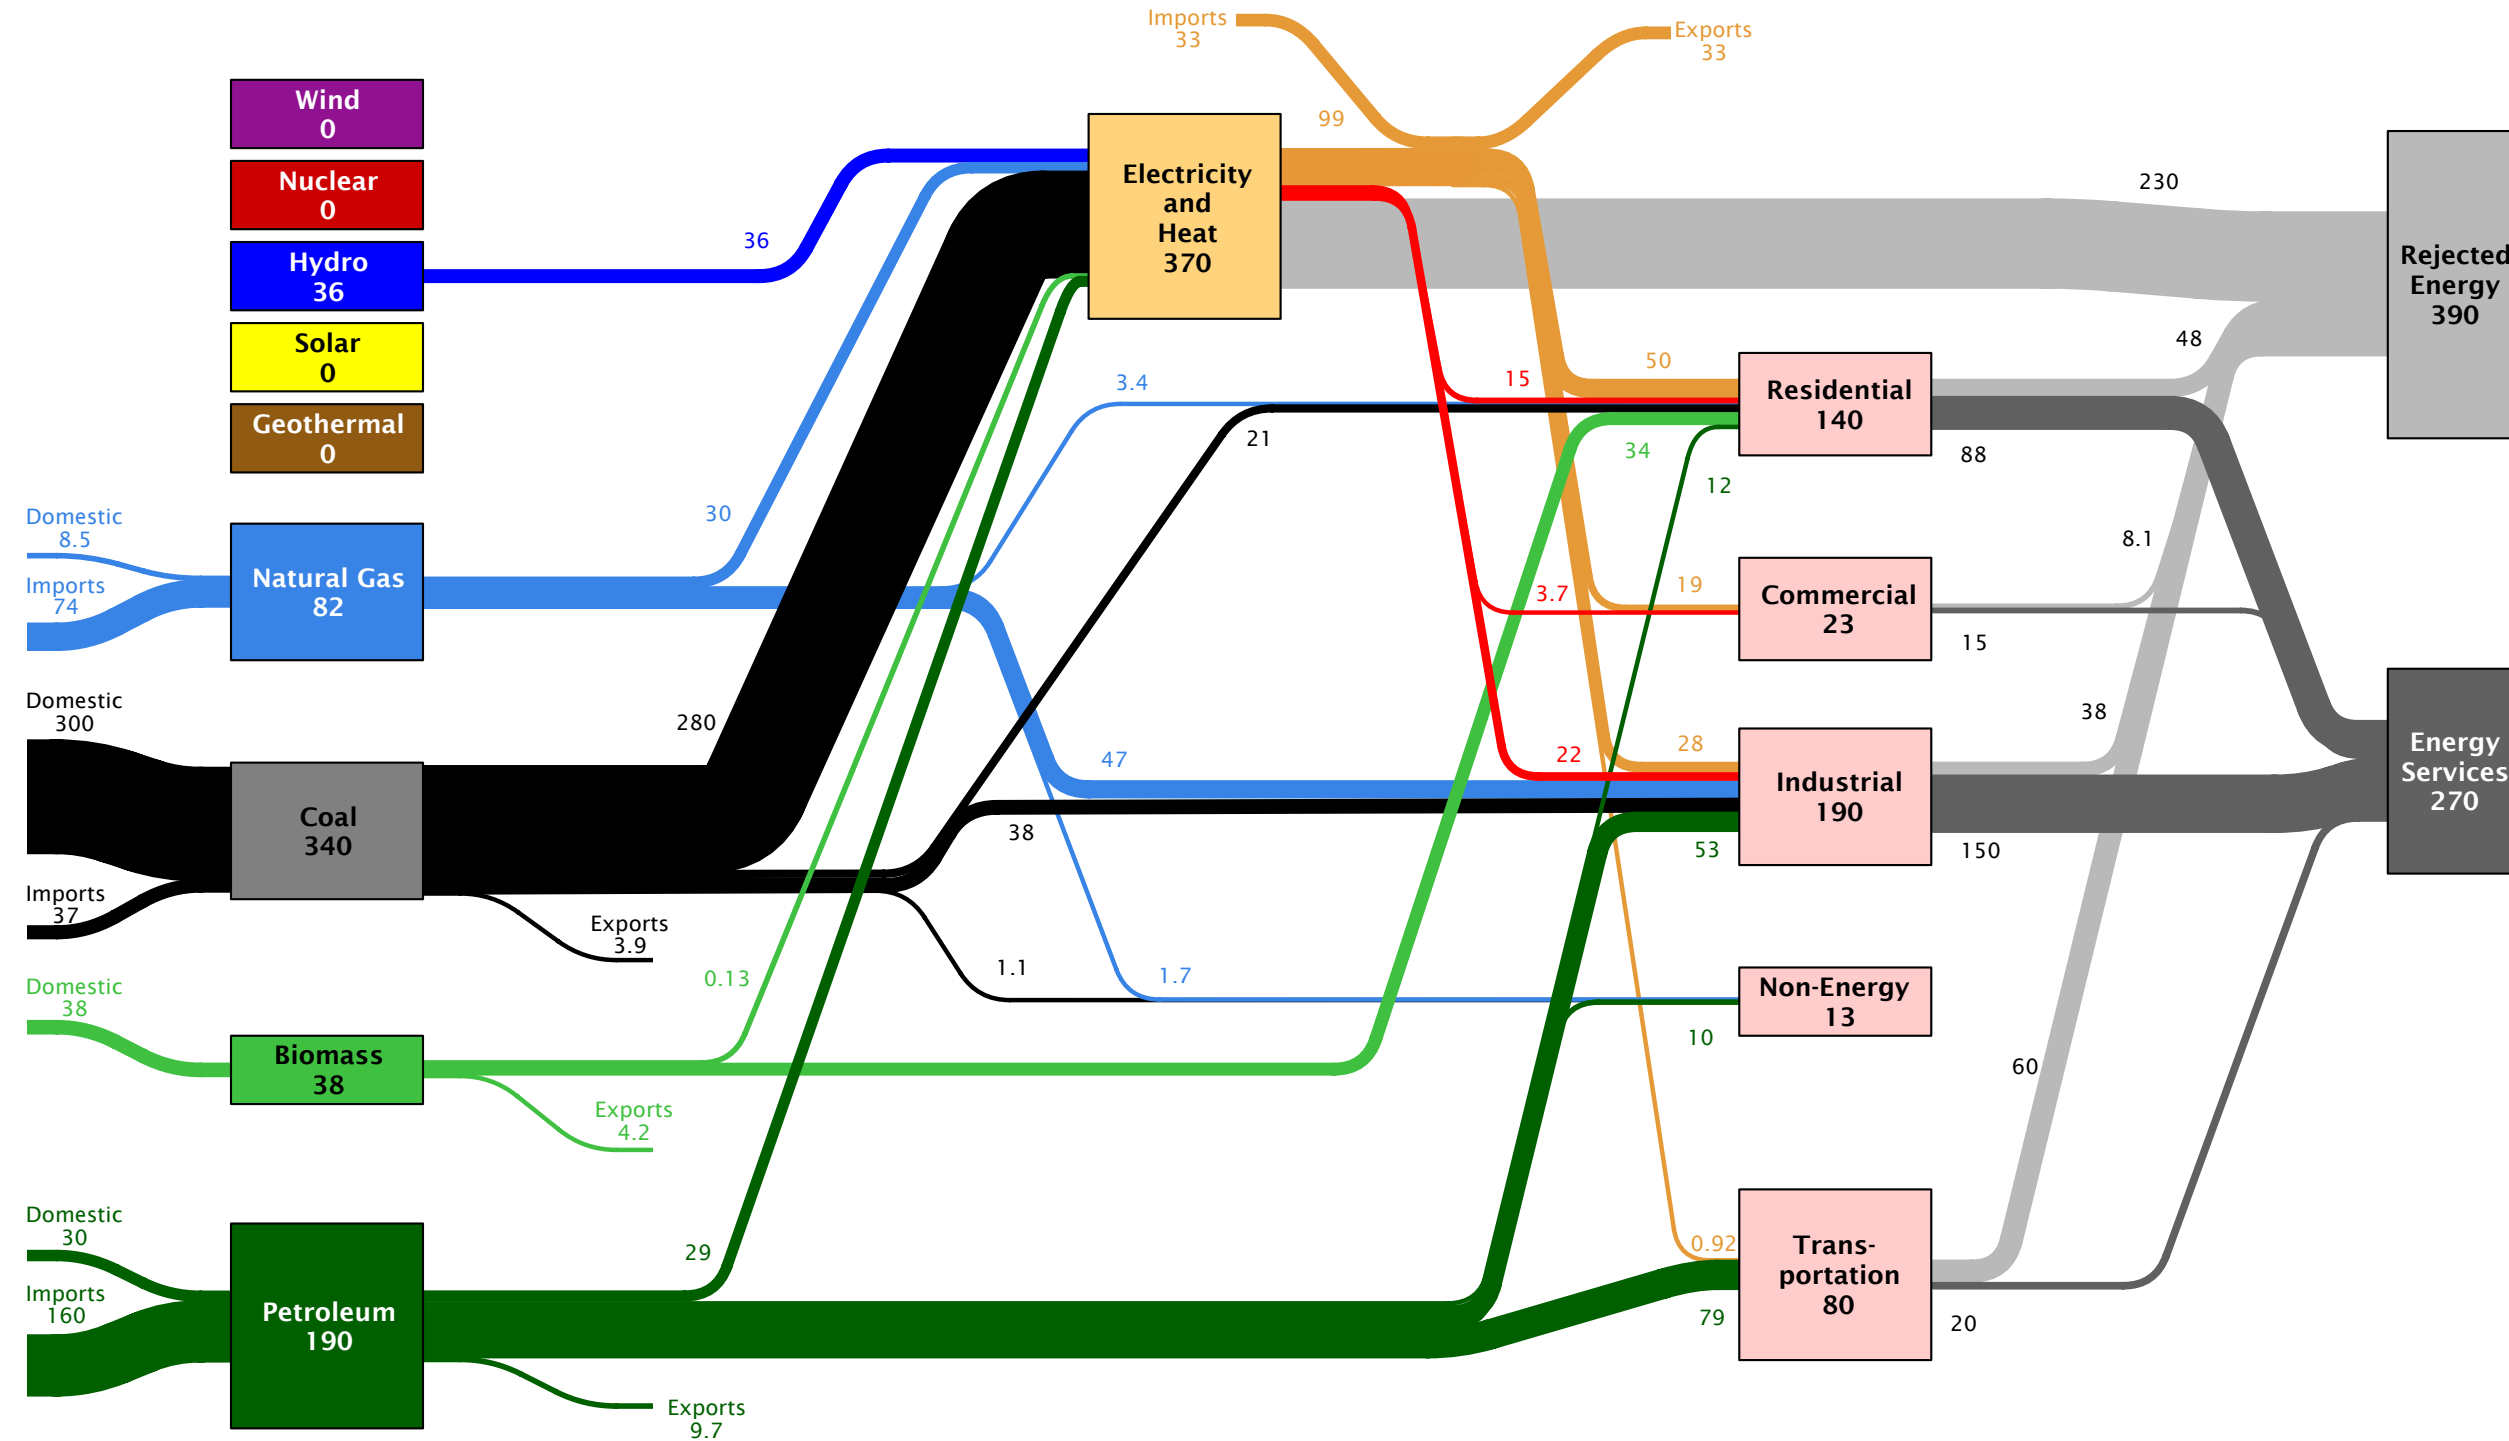 Imports
33
Exports
33
99
Wind
0
Nuclear
0
Hydro
36
Solar
0
Geothermal
0
36
Electricity
and
Heat
370
230
Rejected
Energy
390
48
3.4
21
15
50
34
12
Residential
140
88
Domestic
8.5
Imports
74
Natural Gas
82
30
3.7
19
Commercial
23
8.1
15
Domestic
300
Imports
37
Coal
340
280
Exports
3.9
47
38
22
28
53
Industrial
190
38
150
Energy
Services
270
1.1
1.7
10
Non-Energy
13
Domestic
38
Biomass
38
0.13
Exports
4.2
60
Domestic
30
Imports
160
Petroleum
190
29
Exports
9.7
0.92
79
Trans-
portation
80
20